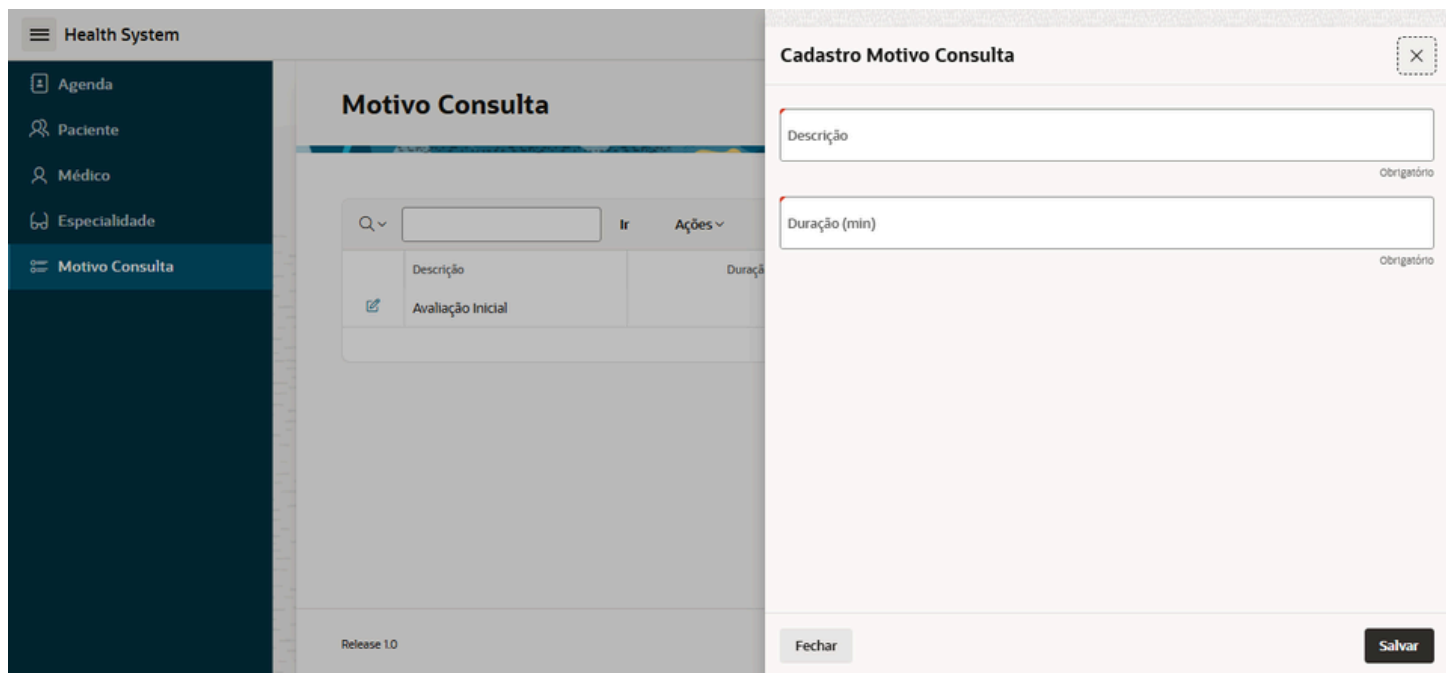 Health System
Agenda
Paciente
Médico
Especialidade
Motivo Consulta
Motivo Consulta
Ir Ações
Descrição Duraçã
Avaliação Inicial
Release 1.0
Cadastro Motivo Consulta
Descrição
Obrigatório
Duração (min)
Obrigatório
Fechar Salvar